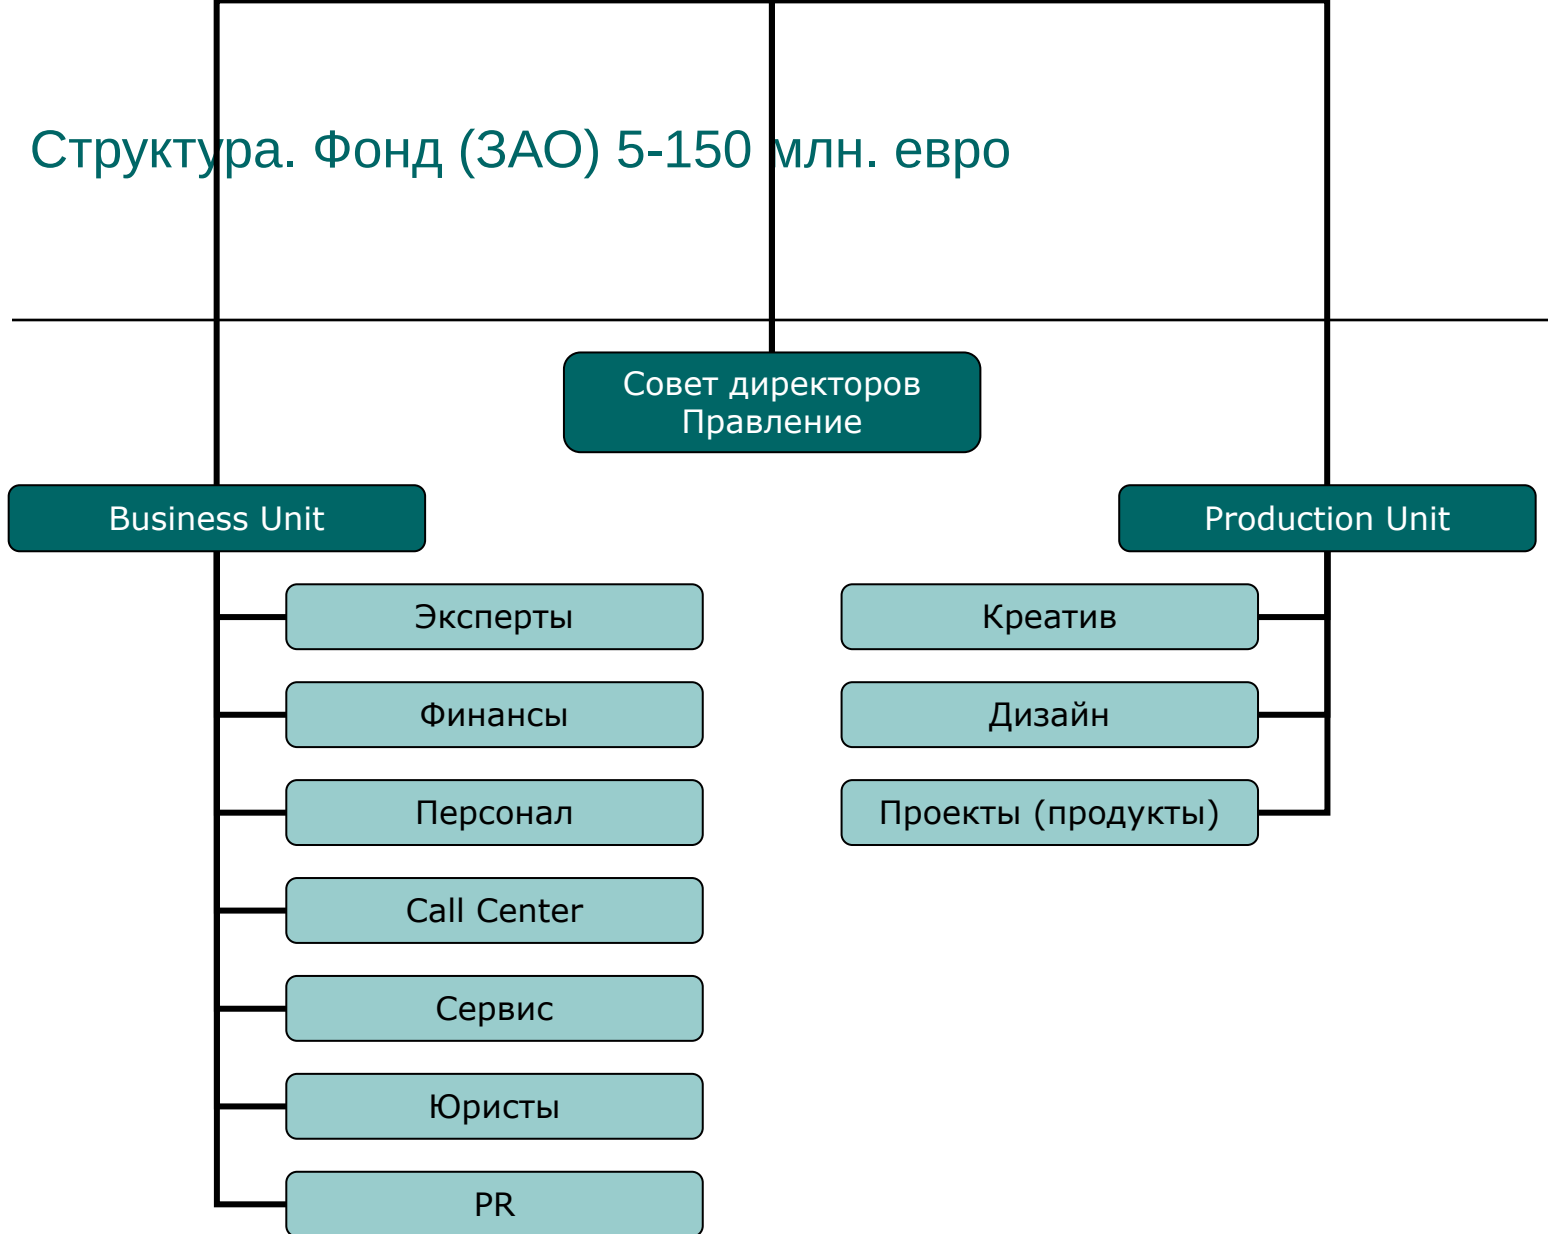 Структура. Фонд (ЗАО) 5-150 млн. евро
Совет директоров
Правление
Business Unit
Production Unit
Эксперты
Финансы
Персонал
Call Center
Сервис
Юристы
PR
Креатив
Дизайн
Проекты (продукты)